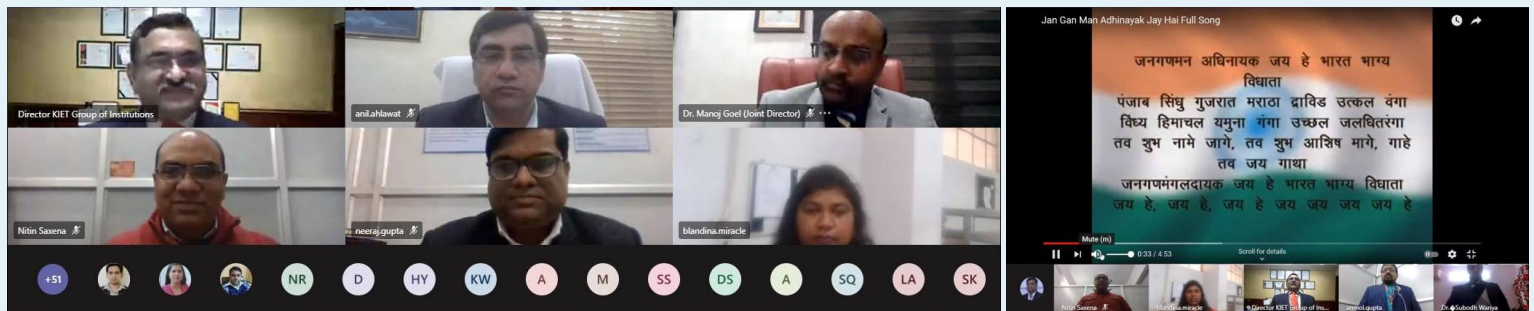 Director KIET Group of Institutions
anil.ahlawat
Dr. Manoj Goel (Joint Director)
Nitin Saxena
neeraj.gupta
blandina.miracle
+51
NR
D
HY
KW
A
M
SS
DS
A
SQ
LA
SK
Jan Gan Man Adhinayak Jay Hai Full Song
जनगणमन अधिनायक जय हे भारत भाग्य
विधाता
पंजाब सिंधु गुजरात मराठा द्राविड उत्कल वंगा
विंध्य हिमाचल यमुना गंगा उच्छल जलधितरंगा
तव शुभ नामे जागे, तव शुभ आशिष मागे, गाहे
तव जय गाथा
जनगणमंगलदायक जय हे भारत भाग्य विधाता
जय हे, जय हे, जय हे जय जय जय जय हे
Mute (m)
0:33 / 4:53
Scroll for details
Nitin Saxena
blandina.miracle
Director KIET Group of Ins...
anmol.gupta
Dr.�Subodh Wariya